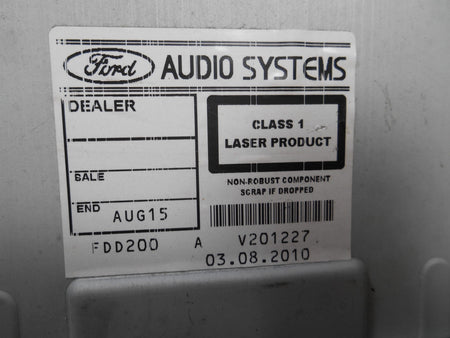 Ford AUDIO SYSTEMS
DEALER
CLASS 1
LASER PRODUCT
SALE
NON-ROBUST COMPONENT
SCRAP IF DROPPED
END AUG15
FDD200 A V201227
03.08.2010